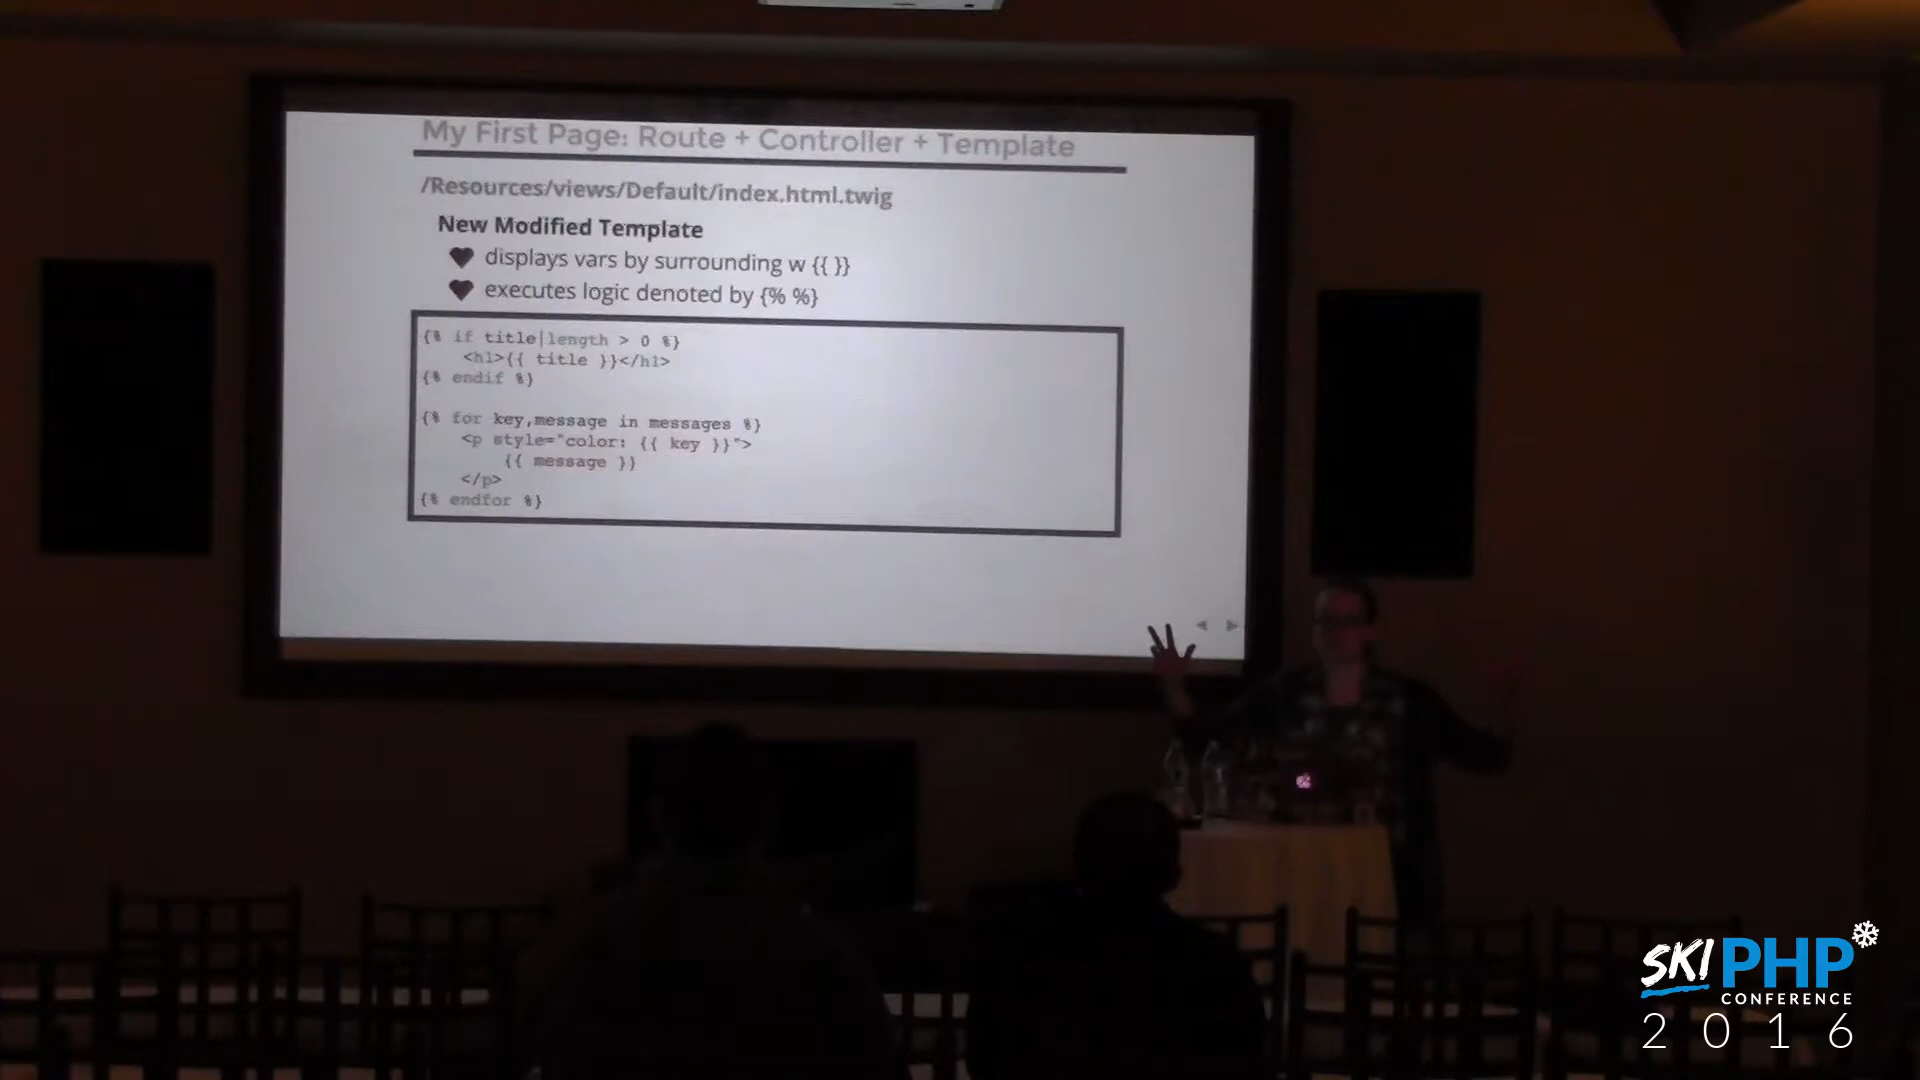 My First Page: Route + Controller + Template
/Resources/views/Default/index.html.twig
New Modified Template
displays vars by surrounding w {{ }}
executes logic denoted by {% %}
{% if title|length > 0 %}
<h1>{{ title }}</h1>
{% endif %}
{% for key,message in messages %}
<p style="color: {{ key }}">
{{ message }}
</p>
{% endfor %}
SKI PHP
CONFERENCE
2016